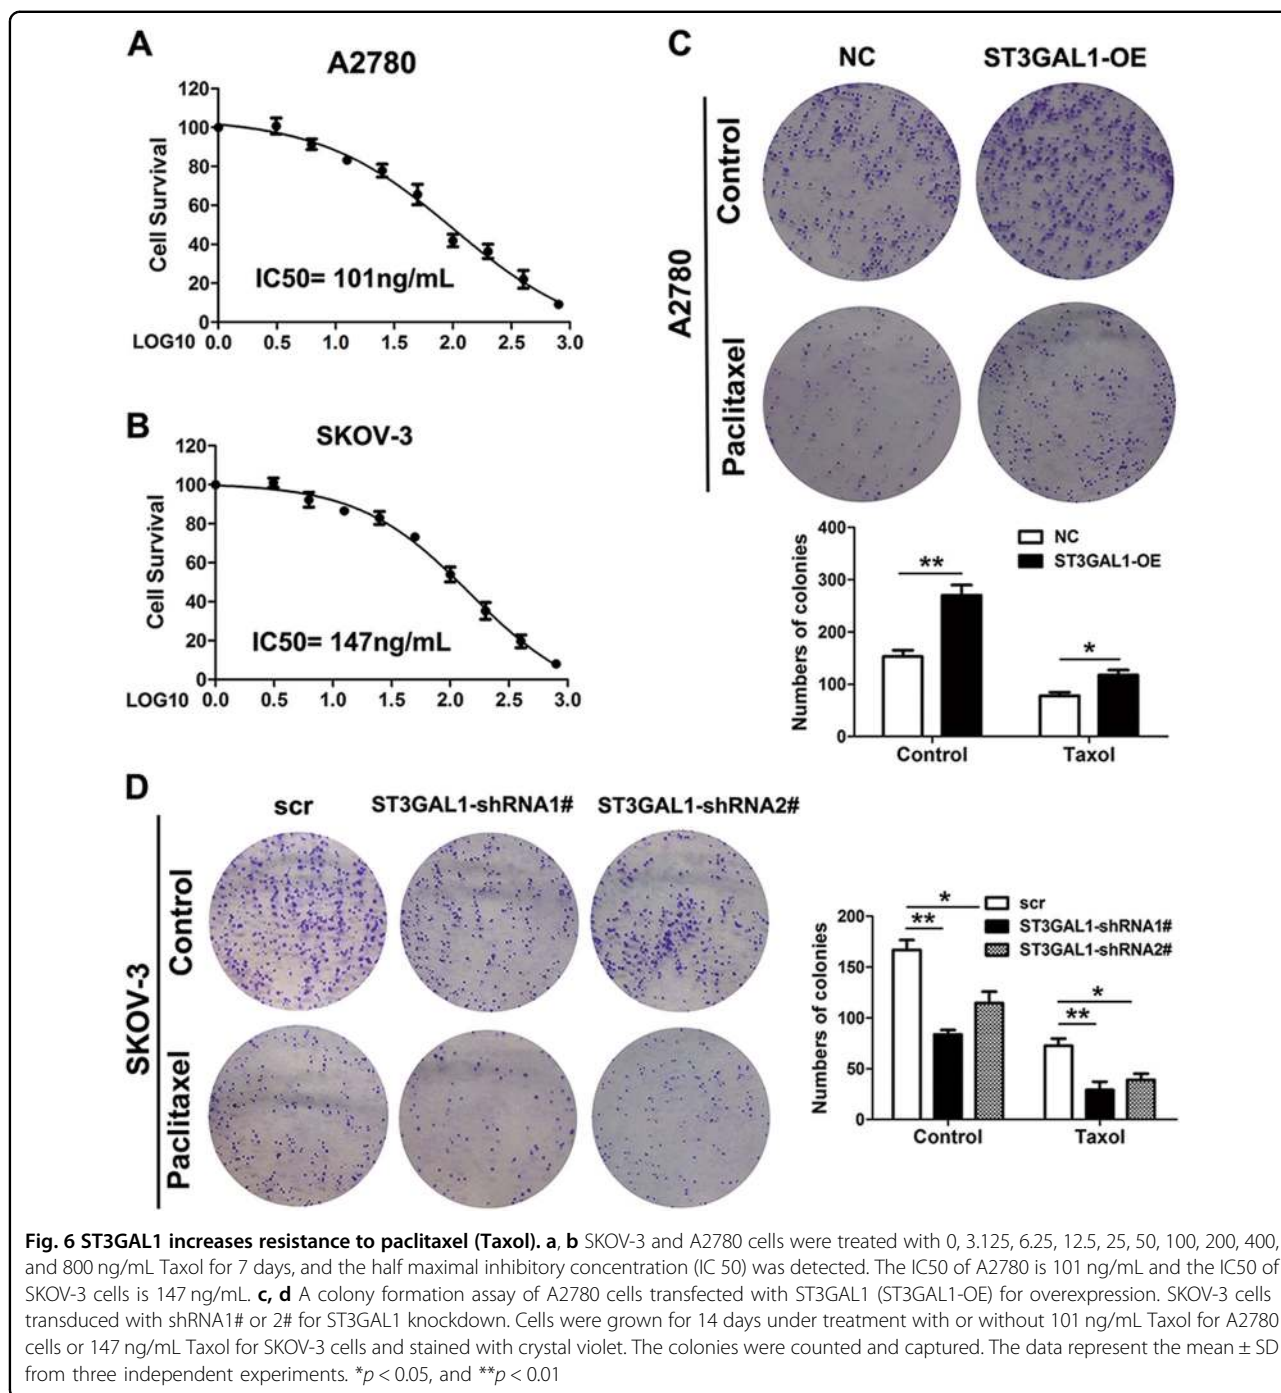 A
A2780
120
100
80
60
40
20
0
Cell Survival
IC50= 101ng/mL
LOG10 0.0 0.5 1.0 1.5 2.0 2.5 3.0
B
SKOV-3
120
100
80
60
40
20
0
Cell Survival
IC50= 147ng/mL
LOG10 0.0 0.5 1.0 1.5 2.0 2.5 3.0
C
NC ST3GAL1-OE
A2780
Control
Paclitaxel
400
300
200
100
0
Numbers of colonies
NC
ST3GAL1-OE
**
*
Control Taxol
D
scr ST3GAL1-shRNA1# ST3GAL1-shRNA2#
SKOV-3
Control
Paclitaxel
200
150
100
50
0
Numbers of colonies
scr
ST3GAL1-shRNA1#
ST3GAL1-shRNA2#
*
**
*
**
Control Taxol
Fig. 6 ST3GAL1 increases resistance to paclitaxel (Taxol). a, b SKOV-3 and A2780 cells were treated with 0, 3.125, 6.25, 12.5, 25, 50, 100, 200, 400,
and 800 ng/mL Taxol for 7 days, and the half maximal inhibitory concentration (IC 50) was detected. The IC50 of A2780 is 101 ng/mL and the IC50 of
SKOV-3 cells is 147 ng/mL. c, d A colony formation assay of A2780 cells transfected with ST3GAL1 (ST3GAL1-OE) for overexpression. SKOV-3 cells
transduced with shRNA1# or 2# for ST3GAL1 knockdown. Cells were grown for 14 days under treatment with or without 101 ng/mL Taxol for A2780
cells or 147 ng/mL Taxol for SKOV-3 cells and stained with crystal violet. The colonies were counted and captured. The data represent the mean ± SD
from three independent experiments. *p < 0.05, and **p < 0.01